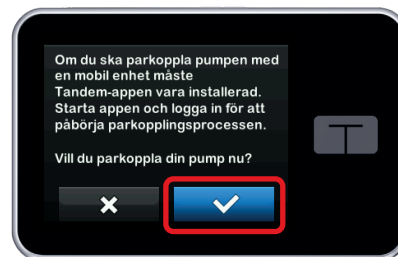 Om du ska parkoppla pumpen med
en mobil enhet måste
Tandem-appen vara installerad.
Starta appen och logga in för att
påbörja parkopplingsprocessen.
Vill du parkoppla din pump nu?